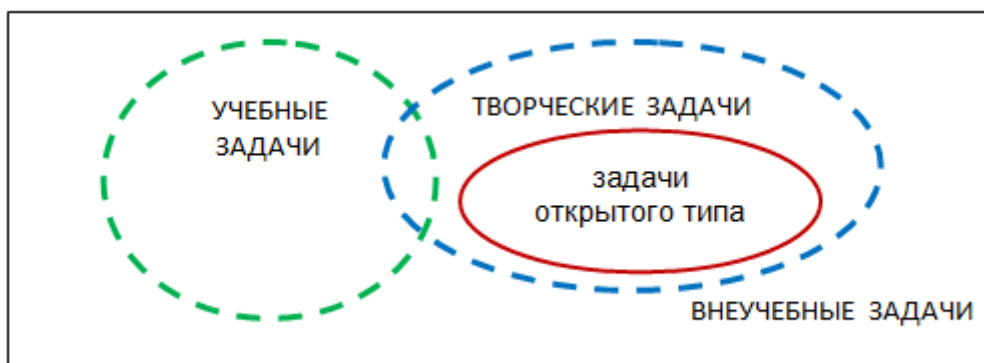 УЧЕБНЫЕ
ЗАДАЧИ
ТВОРЧЕСКИЕ ЗАДАЧИ
задачи
открытого типа
ВНЕУЧЕБНЫЕ ЗАДАЧИ